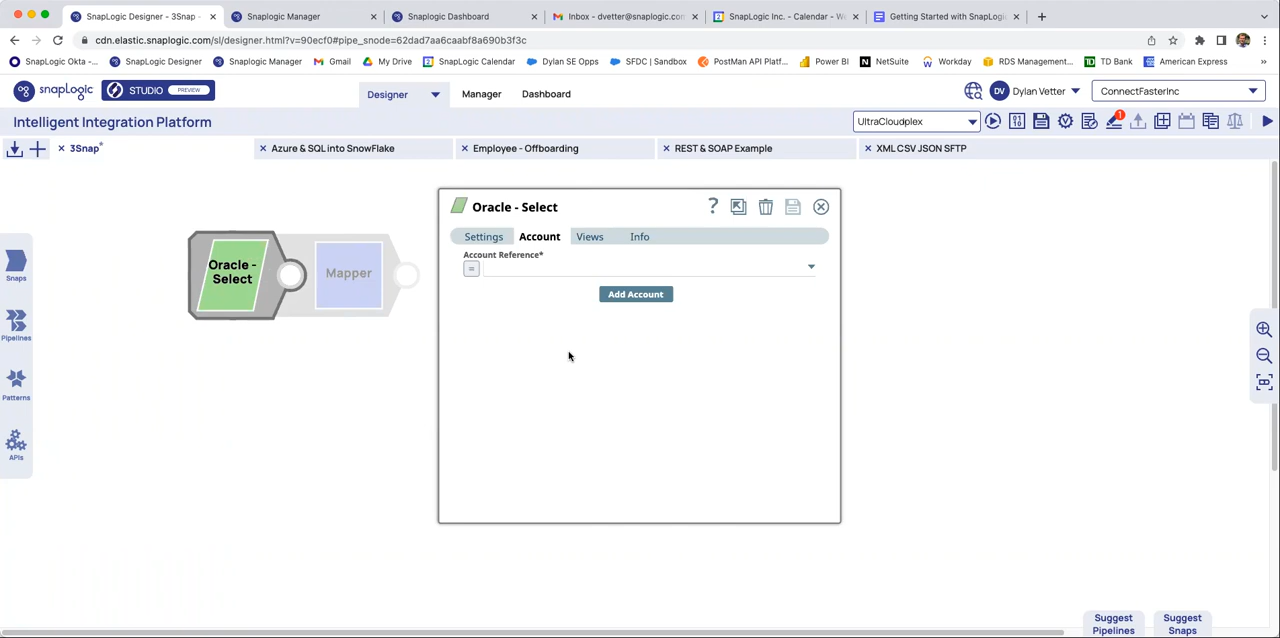 SnapLogic Designer - 3Snap -
Snaplogic Manager
Snaplogic Dashboard
Inbox - dvetter@snaplogic.con
SnapLogic Inc. - Calendar - W
Getting Started with SnapLogi
cdn.elastic.snaplogic.com/sl/designer.html?v=90ecf0#pipe_snode=62dad7aa6caabf8a690b3f3c
SnapLogic Okta -...
SnapLogic Designer
Snaplogic Manager
Gmail
My Drive
SnapLogic Calendar
Dylan SE Opps
SFDC | Sandbox
PostMan API Platf...
Power BI
NetSuite
Workday
RDS Management...
TD Bank
American Express
snapLogic
STUDIO PREVIEW
Designer
Manager
Dashboard
DV Dylan Vetter
ConnectFasterInc
Intelligent Integration Platform
UltraCloudplex
1
3Snap*
Azure & SQL into SnowFlake
Employee - Offboarding
REST & SOAP Example
XML CSV JSON SFTP
Snaps
Pipelines
Patterns
APIs
Oracle -
Select
Mapper
Oracle - Select
?
Settings
Account
Views
Info
Account Reference*
=
Add Account
Suggest
Pipelines
Suggest
Snaps